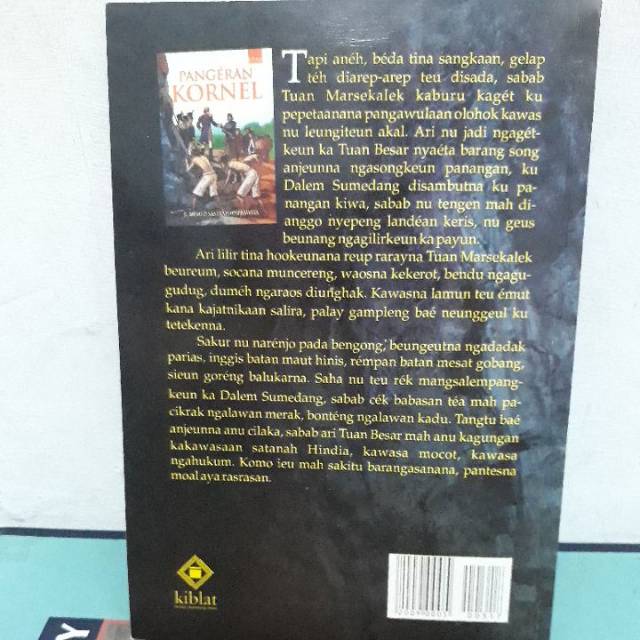 PANGÉRAN
KORNEL
Tapi anéh, béda tina sangkaan, gelap
téh diarep-arep teu disada, sabab
Tuan Marsekalek kaburu kagét ku
pepetaanana pangawulaan olohok kawas
nu leungiteun akal. Ari nu jadi ngagét-
keun ka Tuan Besar nyaéta barang song
anjeunna ngasongkeun panangan, ku
Dalem Sumedang disambutna ku pa-
nangan kiwa, sabab nu tengen mah di-
anggo nyepeng landéan keris, nu geus
beunang ngagilirkeun ka payun.
Ari lilir tina hookeunana reup rarayna Tuan Marsekalek
beureum, socana muncereng, waosna kekerot, bendu ngagu-
gudug, duméh ngaraos diunghak. Kawasna lamun teu émut
kana kajatnikaan salira, palay gampleng baé neunggeul ku
tetekenna.
Sakur nu narénjo pada bengong, beungeutna ngadadak
parias, inggis batan maut hinis, rémpan batan mesat gobang,
sieun goréng balukarna. Saha nu teu rék mangsalempang-
keun ka Dalem Sumedang, sabab cék babasan téa mah pa-
cikrak ngalawan merak, bonténg ngalawan kadu. Tangtu baé
anjeunna anu cilaka, sabab ari Tuan Besar mah anu kagungan
kakawasaan satanah Hindia, kawasa mocot, kawasa
ngahukum. Komo ieu mah sakitu barangasanana, pantesna
moal aya rasrasan.
kiblat